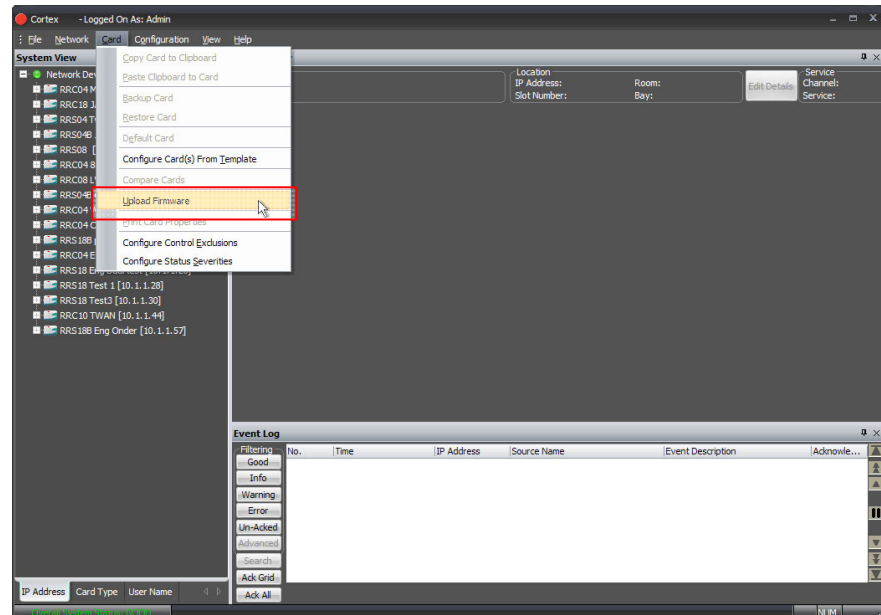 Cortex - Logged On As: Admin
File Network Card Configuration View Help
System View
Network Dev
RRC04 M
RRC18 J
RRS04 T
RRS04B
RRS08 [
RRC04 8
RRC08 L
RRS04B
RRC04
RRC04 C
RRS18B
RRC04 E
RRS18 Eng
RRS18 Test 1 [10.1.1.28]
RRS18 Test3 [10.1.1.30]
RRC10 TWAN [10.1.1.44]
RRS18B Eng Onder [10.1.1.57]
Copy Card to Clipboard
Paste Clipboard to Card
Backup Card
Restore Card
Default Card
Configure Card(s) From Template
Compare Cards
Upload Firmware
Print Card Properties
Configure Control Exclusions
Configure Status Severities
Location
IP Address: Room:
Slot Number: Bay:
Edit Details
Service
Channel:
Service:
Event Log
Filtering
Good
Info
Warning
Error
Un-Acked
Advanced
Search
Ack Grid
Ack All
No. Time IP Address Source Name Event Description Acknowle...
IP Address Card Type User Name
Overall System Status: GOOD
NUM